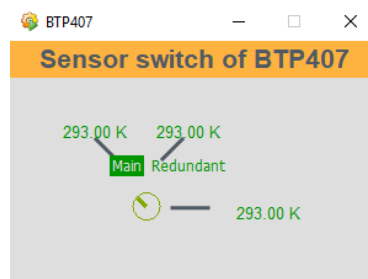 BTP407
Sensor switch of BTP407
293.00 K 293.00 K
Main Redundant
293.00 K